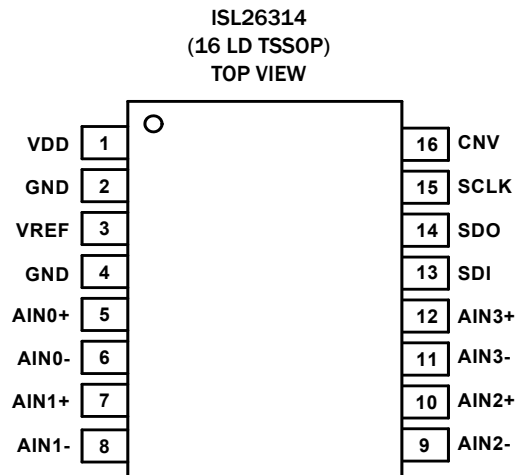 ISL26314
(16 LD TSSOP)
TOP VIEW
VDD 1 16 CNV
GND 2 15 SCLK
VREF 3 14 SDO
GND 4 13 SDI
AIN0+ 5 12 AIN3+
AIN0- 6 11 AIN3-
AIN1+ 7 10 AIN2+
AIN1- 8 9 AIN2-